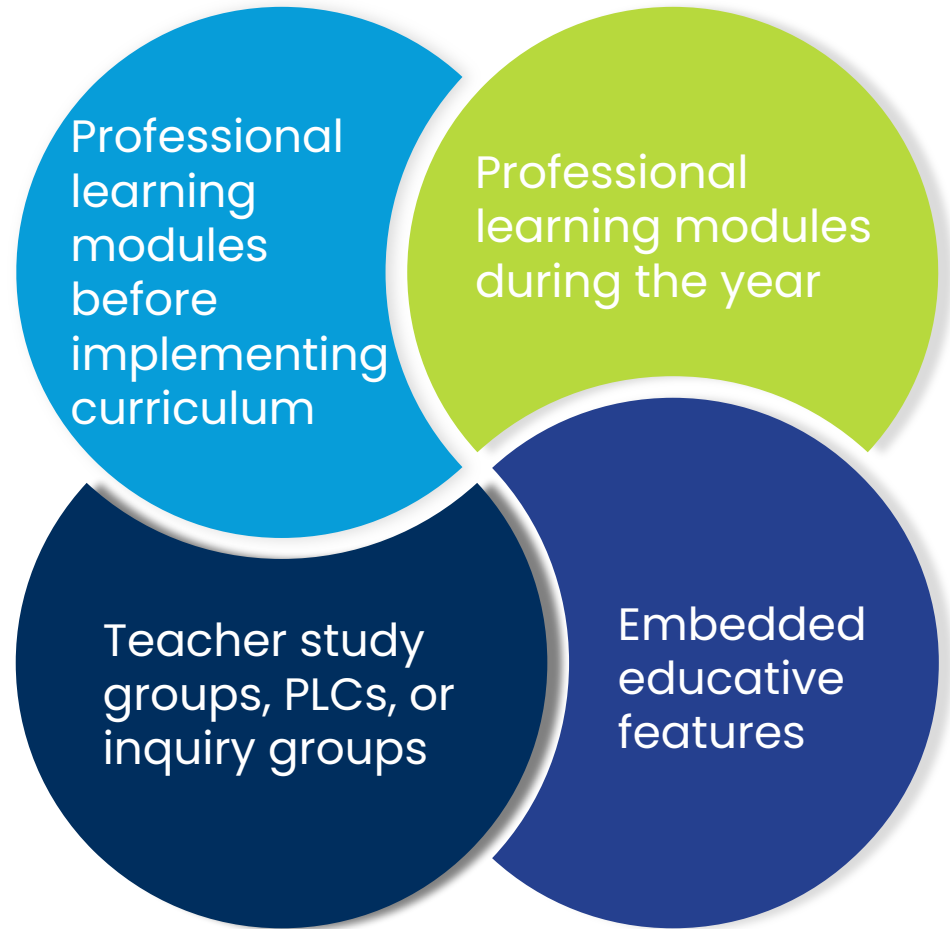 Professional
learning
modules
before
implementing
curriculum
Professional
learning modules
during the year
Teacher study
groups, PLCs, or
inquiry groups
Embedded
educative
features